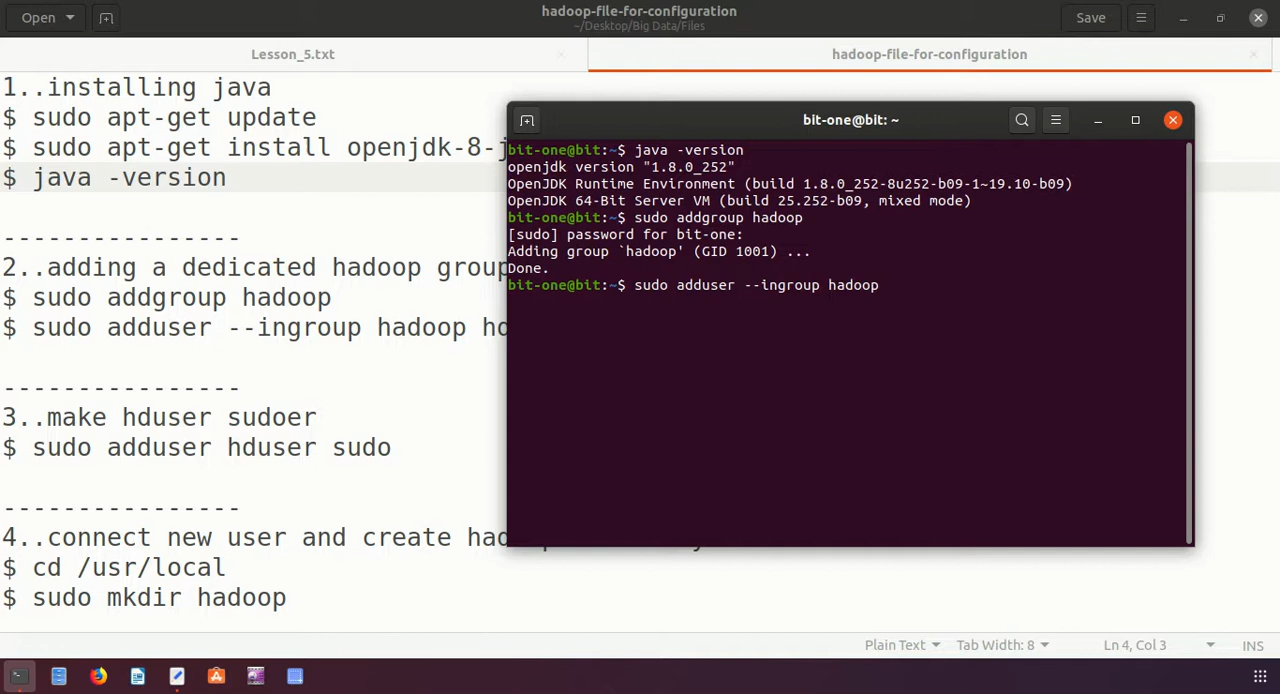 Open
hadoop-file-for-configuration
~/Desktop/Big Data/Files
Save
Lesson_5.txt
hadoop-file-for-configuration
1..installing java
$ sudo apt-get update
$ sudo apt-get install openjdk-8-j
$ java -version
---------------
2..adding a dedicated hadoop group
$ sudo addgroup hadoop
$ sudo adduser --ingroup hadoop hd
---------------
3..make hduser sudoer
$ sudo adduser hduser sudo
---------------
4..connect new user and create had
$ cd /usr/local
$ sudo mkdir hadoop
bit-one@bit: ~
bit-one@bit:~$ java -version
openjdk version "1.8.0_252"
OpenJDK Runtime Environment (build 1.8.0_252-8u252-b09-1~19.10-b09)
OpenJDK 64-Bit Server VM (build 25.252-b09, mixed mode)
bit-one@bit:~$ sudo addgroup hadoop
[sudo] password for bit-one:
Adding group `hadoop' (GID 1001) ...
Done.
bit-one@bit:~$ sudo adduser --ingroup hadoop
Plain Text
Tab Width: 8
Ln 4, Col 3
INS